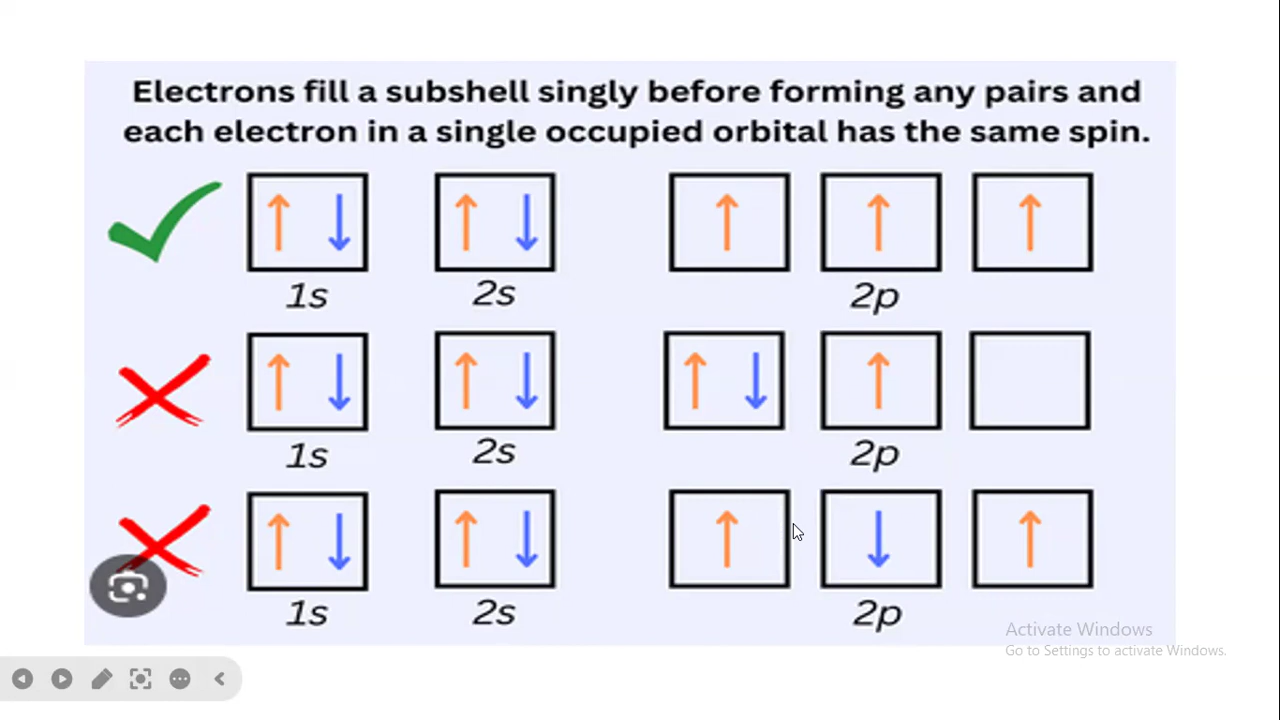 Electrons fill a subshell singly before forming any pairs and
each electron in a single occupied orbital has the same spin.
1s 2s 2p
1s 2s 2p
1s 2s 2p
Activate Windows
Go to Settings to activate Windows.